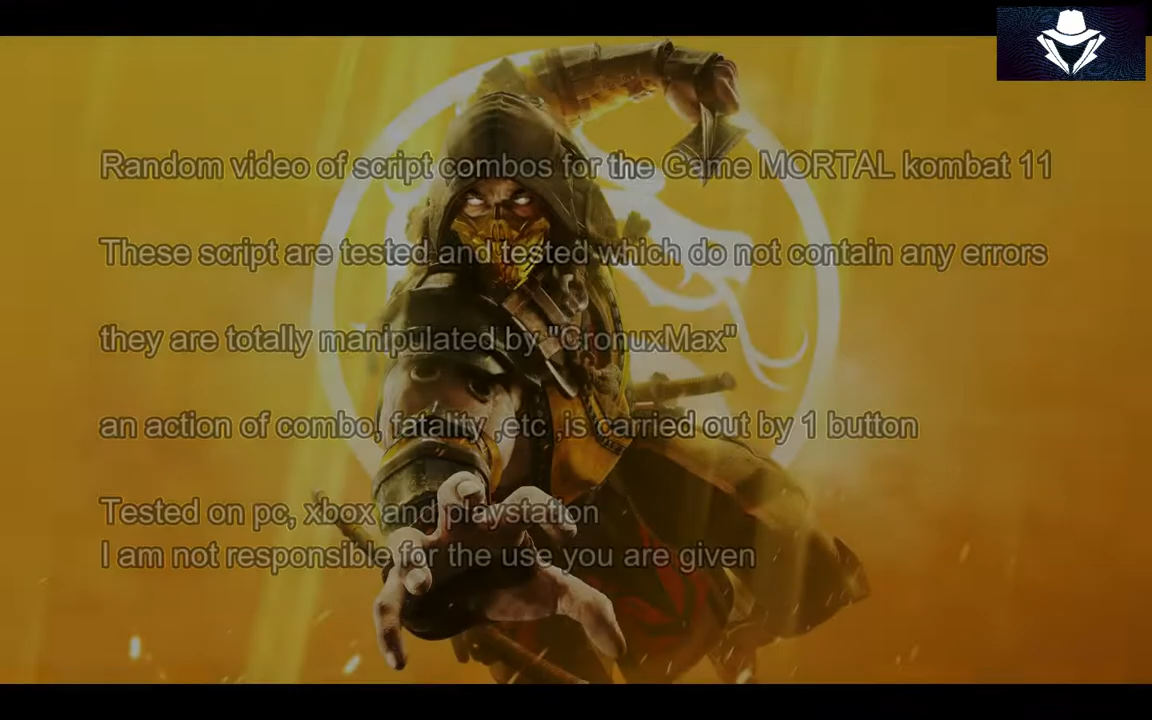 Random video of script combos for the Game MORTAL kombat 11
These script are tested and tested which do not contain any errors
they are totally manipulated by "CronuxMax"
an action of combo, fatality ,etc ,is carried out by 1 button
Tested on pc, xbox and playstation
I am not responsible for the use you are given